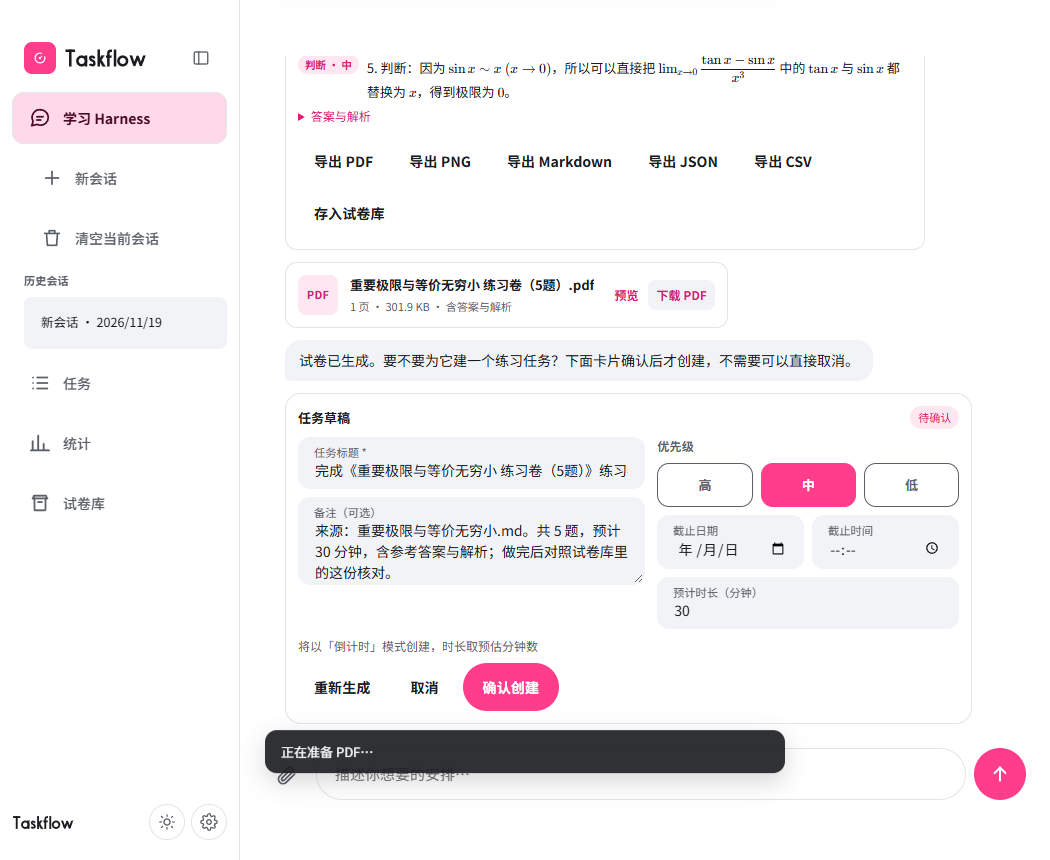 Taskflow
学习 Harness
新会话
清空当前会话
历史会话
新会话 · 2026/11/19
任务
统计
试卷库
Taskflow
判断 · 中
5. 判断：因为 sin x ∼ x (x → 0)，所以可以直接把 lim_{x→0} \frac{tan x − sin x}{x^3} 中的 tan x 与 sin x 都
替换为 x，得到极限为 0。
答案与解析
导出 PDF 导出 PNG 导出 Markdown 导出 JSON 导出 CSV
存入试卷库
PDF
重要极限与等价无穷小 练习卷（5题）.pdf
1 页 · 301.9 KB · 含答案与解析
预览 下载 PDF
试卷已生成。要不要为它建一个练习任务？下面卡片确认后才创建，不需要可以直接取消。
任务草稿
待确认
任务标题 *
完成《重要极限与等价无穷小 练习卷（5题）》练习
备注（可选）
来源：重要极限与等价无穷小.md。共 5 题，预计
30 分钟，含参考答案与解析；做完后对照试卷库里
的这份核对。
优先级
高 中 低
截止日期
年 /月/日
截止时间
--:--
预计时长（分钟）
30
将以「倒计时」模式创建，时长取预估分钟数
重新生成 取消 确认创建
正在准备 PDF…
描述你想要的安排…